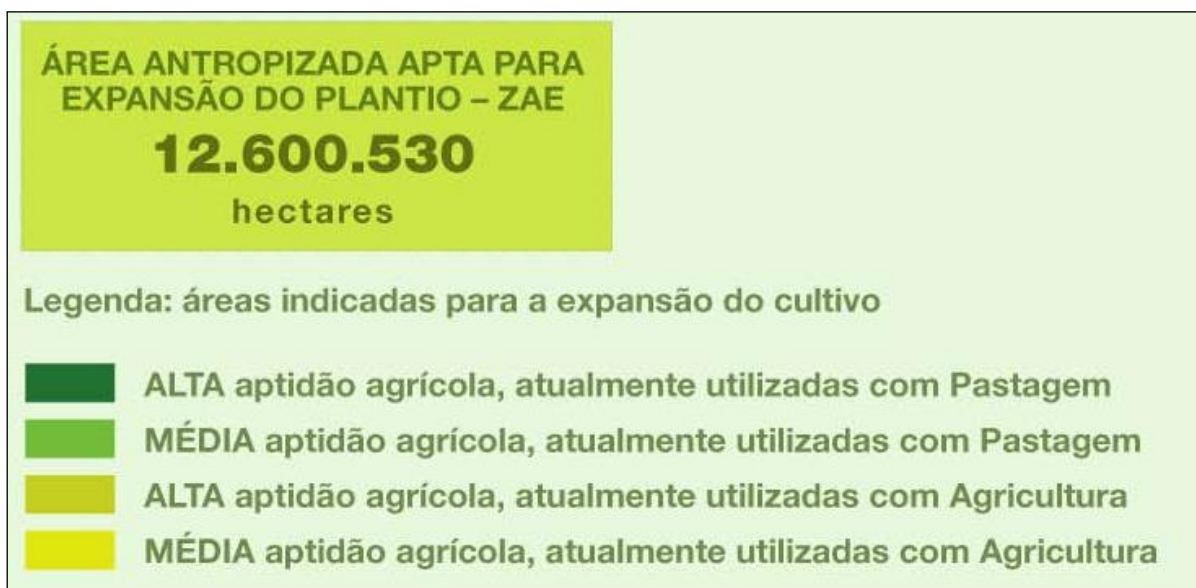 ÁREA ANTROPIZADA APTA PARA
EXPANSÃO DO PLANTIO – ZAE
12.600.530
hectares
Legenda: áreas indicadas para a expansão do cultivo
ALTA aptidão agrícola, atualmente utilizadas com Pastagem
MÉDIA aptidão agrícola, atualmente utilizadas com Pastagem
ALTA aptidão agrícola, atualmente utilizadas com Agricultura
MÉDIA aptidão agrícola, atualmente utilizadas com Agricultura